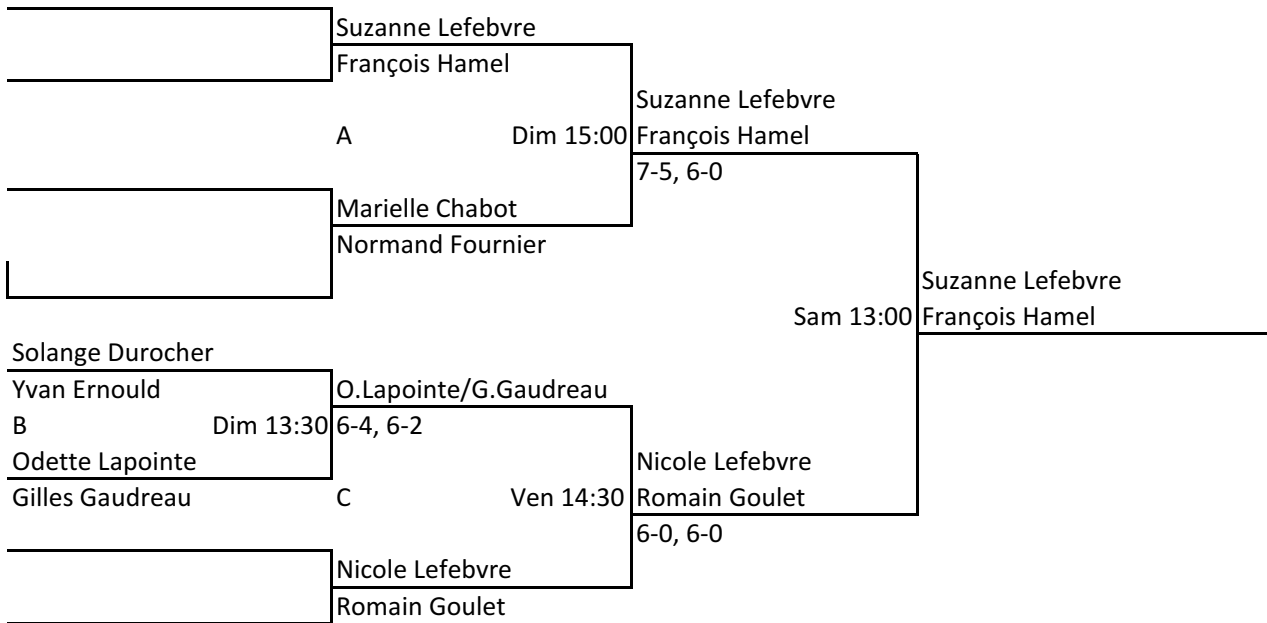 Suzanne Lefebvre
François Hamel
Suzanne Lefebvre
A Dim 15:00 François Hamel
7-5, 6-0
Marielle Chabot
Normand Fournier
Suzanne Lefebvre
Sam 13:00 François Hamel
Solange Durocher
Yvan Ernould O.Lapointe/G.Gaudreau
B Dim 13:30 6-4, 6-2
Odette Lapointe Nicole Lefebvre
Gilles Gaudreau C Ven 14:30 Romain Goulet
6-0, 6-0
Nicole Lefebvre
Romain Goulet